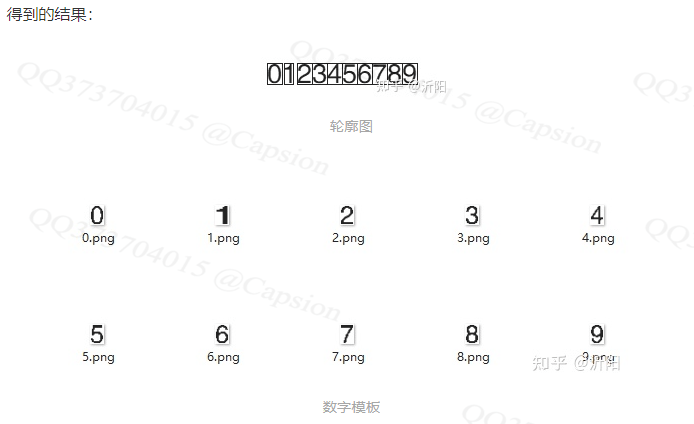 得到的结果：
0123456789
知乎 @沂阳
轮廓图
QQ373704015 @Capsion
0 1 2 3 4
0.png 1.png 2.png 3.png 4.png
QQ373704015 @Capsion
5 6 7 8 9
5.png 6.png 7.png 8.png 9.png
知乎 @沂阳
数字模板